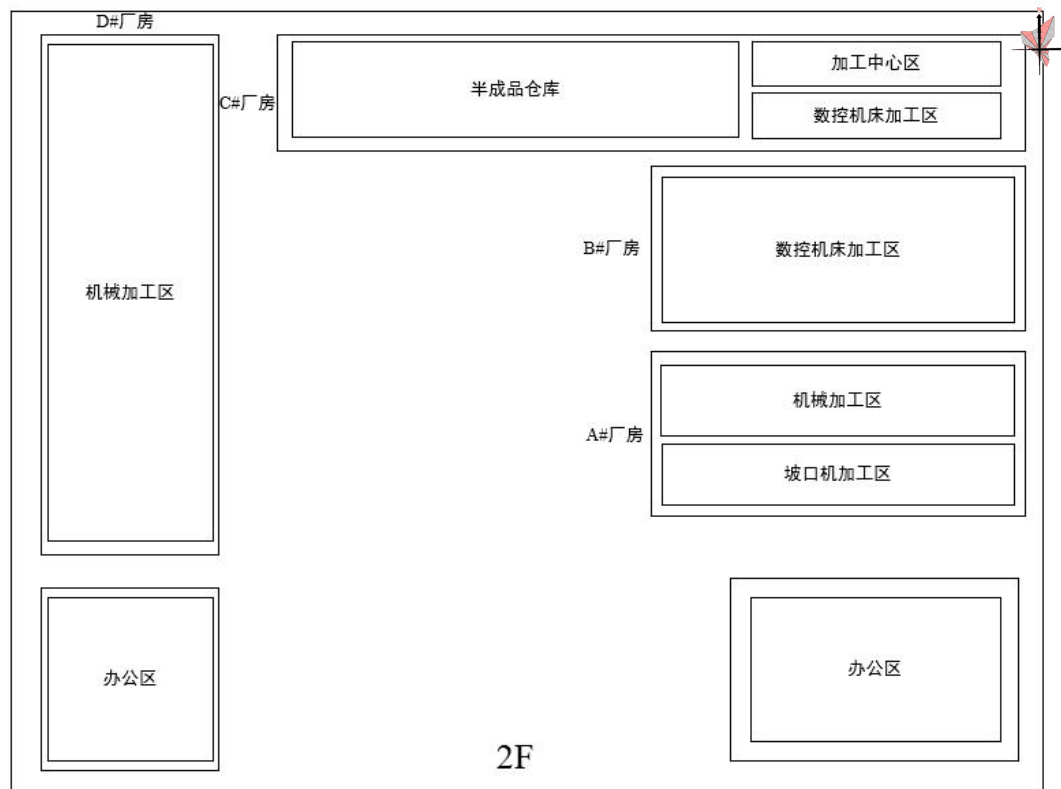 D#厂房
加工中心区
半成品仓库
C#厂房
数控机床加工区
B#厂房
数控机床加工区
机械加工区
机械加工区
A#厂房
坡口机加工区
办公区
办公区
2F